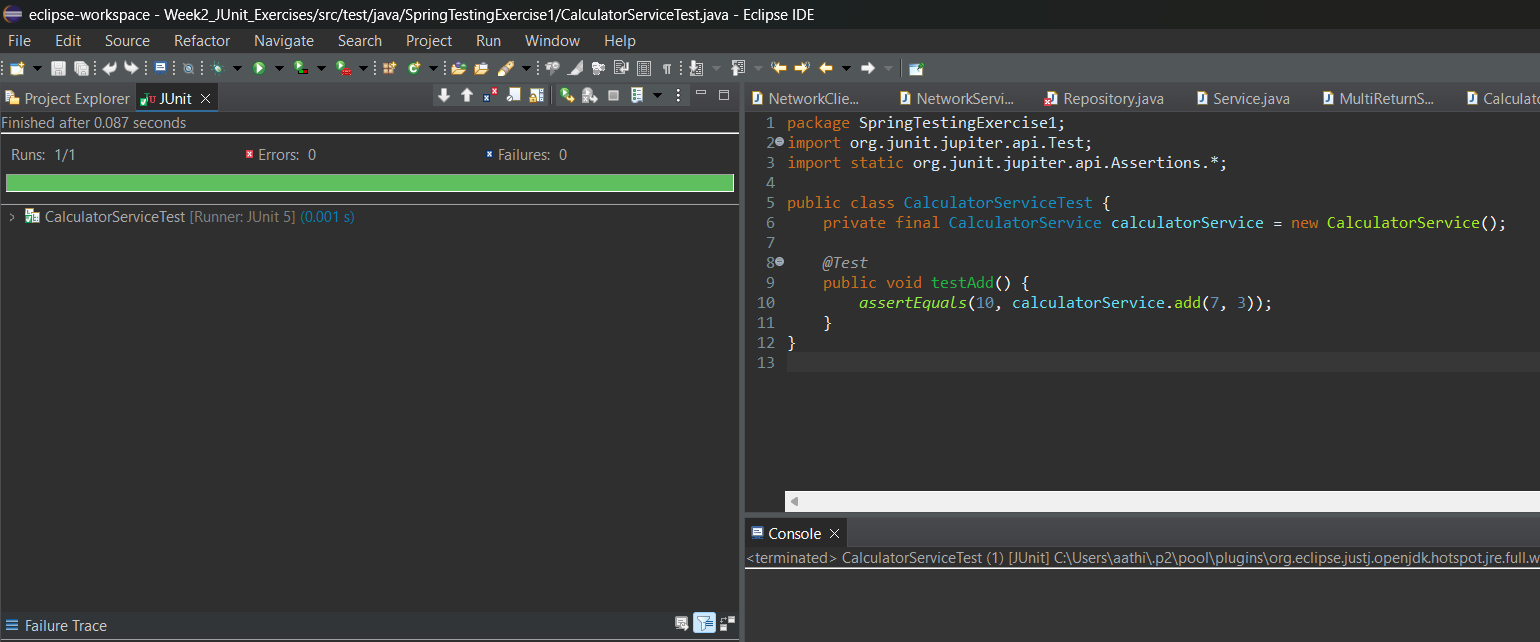 eclipse-workspace - Week2_JUnit_Exercises/src/test/java/SpringTestingExercise1/CalculatorServiceTest.java - Eclipse IDE
File Edit Source Refactor Navigate Search Project Run Window Help
Project Explorer JUnit
Finished after 0.087 seconds
Runs: 1/1 Errors: 0 Failures: 0
CalculatorServiceTest [Runner: JUnit 5] (0.001 s)
Failure Trace
NetworkClie... NetworkServi... Repository.java Service.java MultiReturnS... Calculato
1 package SpringTestingExercise1;
2 import org.junit.jupiter.api.Test;
3 import static org.junit.jupiter.api.Assertions.*;
4
5 public class CalculatorServiceTest {
6 private final CalculatorService calculatorService = new CalculatorService();
7
8 @Test
9 public void testAdd() {
10 assertEquals(10, calculatorService.add(7, 3));
11 }
12 }
13
Console
<terminated> CalculatorServiceTest (1) [JUnit] C:\Users\aathi\.p2\pool\plugins\org.eclipse.justj.openjdk.hotspot.jre.full.w